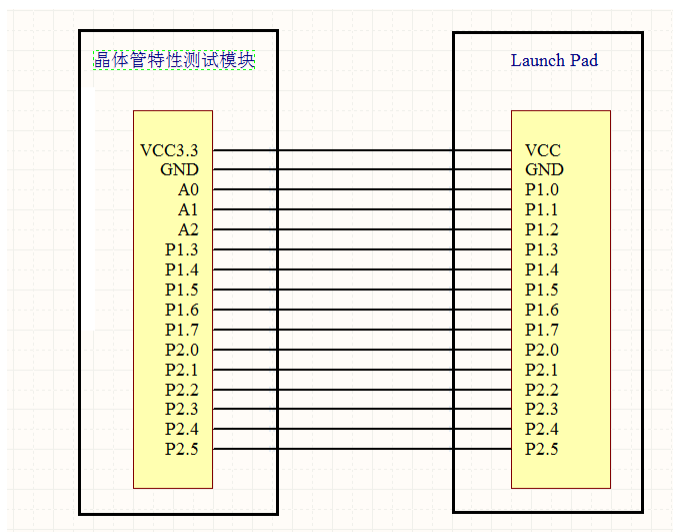 晶体管特性测试模块
Launch Pad
VCC3.3
VCC
GND
GND
A0
P1.0
A1
P1.1
A2
P1.2
P1.3
P1.3
P1.4
P1.4
P1.5
P1.5
P1.6
P1.6
P1.7
P1.7
P2.0
P2.0
P2.1
P2.1
P2.2
P2.2
P2.3
P2.3
P2.4
P2.4
P2.5
P2.5